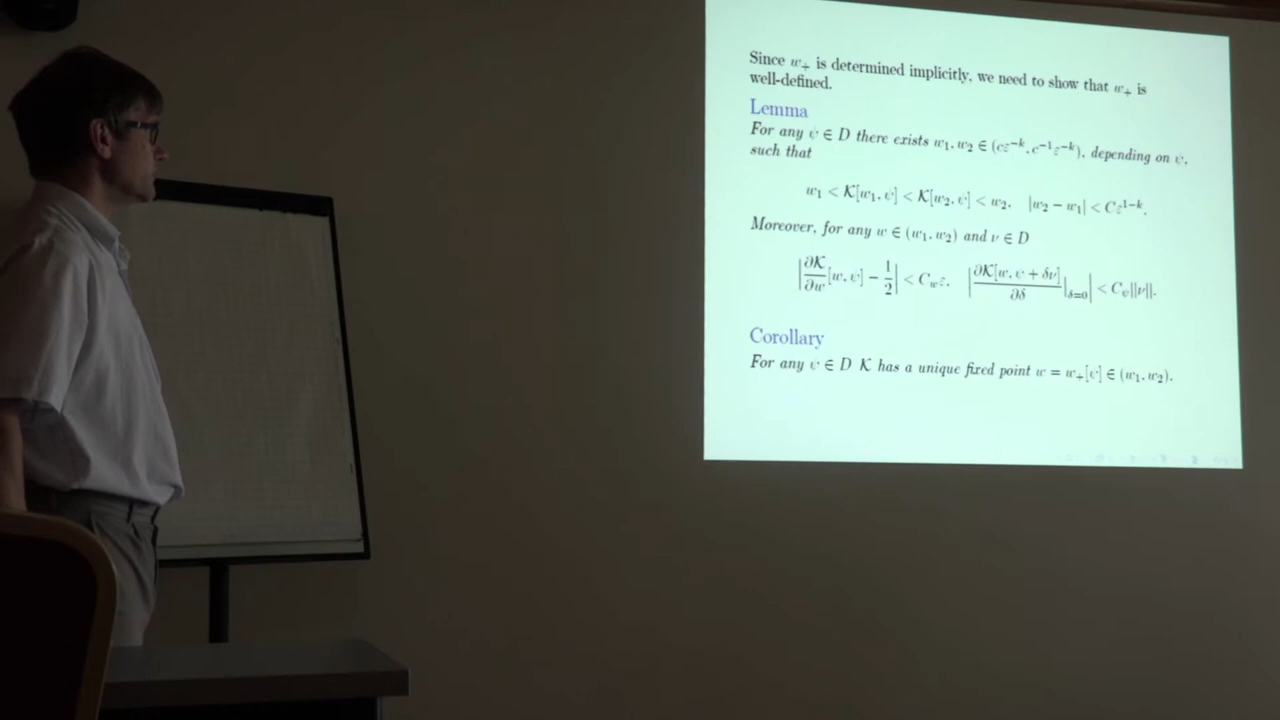 Since w₊ is determined implicitly, we need to show that w₊ is
well-defined.
Lemma
For any ψ ∈ D there exists w₁, w₂ ∈ (cε⁻ᵏ, c⁻¹ε⁻ᵏ), depending on ψ,
such that
w₁ < K[w₁, ψ] < K[w₂, ψ] < w₂, |w₂ − w₁| < Cε¹⁻ᵏ.
Moreover, for any w ∈ (w₁, w₂) and ν ∈ D
|∂K/∂w [w, ψ] − 1/2| < C_w ε, |∂K[w, ψ + δν]/∂δ |_{δ=0}| < C_ψ||ν||.
Corollary
For any ψ ∈ D K has a unique fixed point w = w₊[ψ] ∈ (w₁, w₂).